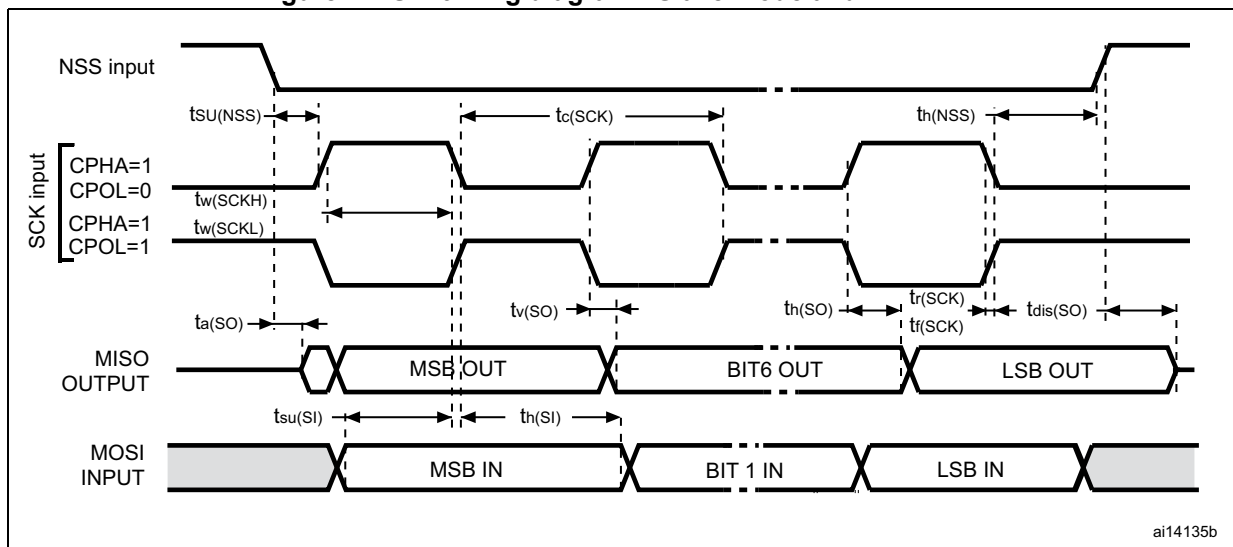 NSS input
tSU(NSS)
tc(SCK)
th(NSS)
SCK input
CPHA=1
CPOL=0
tw(SCKH)
CPHA=1
tw(SCKL)
CPOL=1
ta(SO)
tv(SO)
th(SO)
tr(SCK)
tf(SCK)
tdis(SO)
MISO
OUTPUT
MSB OUT
BIT6 OUT
LSB OUT
tsu(SI)
th(SI)
MOSI
INPUT
MSB IN
BIT 1 IN
LSB IN
ai14135b